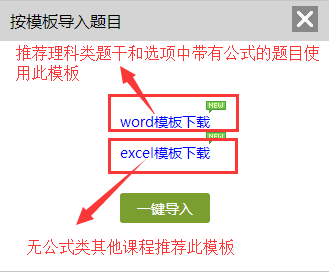 按模板导入题目
推荐理科类题干和选项中带有公式的题目使
用此模板
NEW
word模板下载
NEW
excel模板下载
一键导入
无公式类其他课程推荐此模板